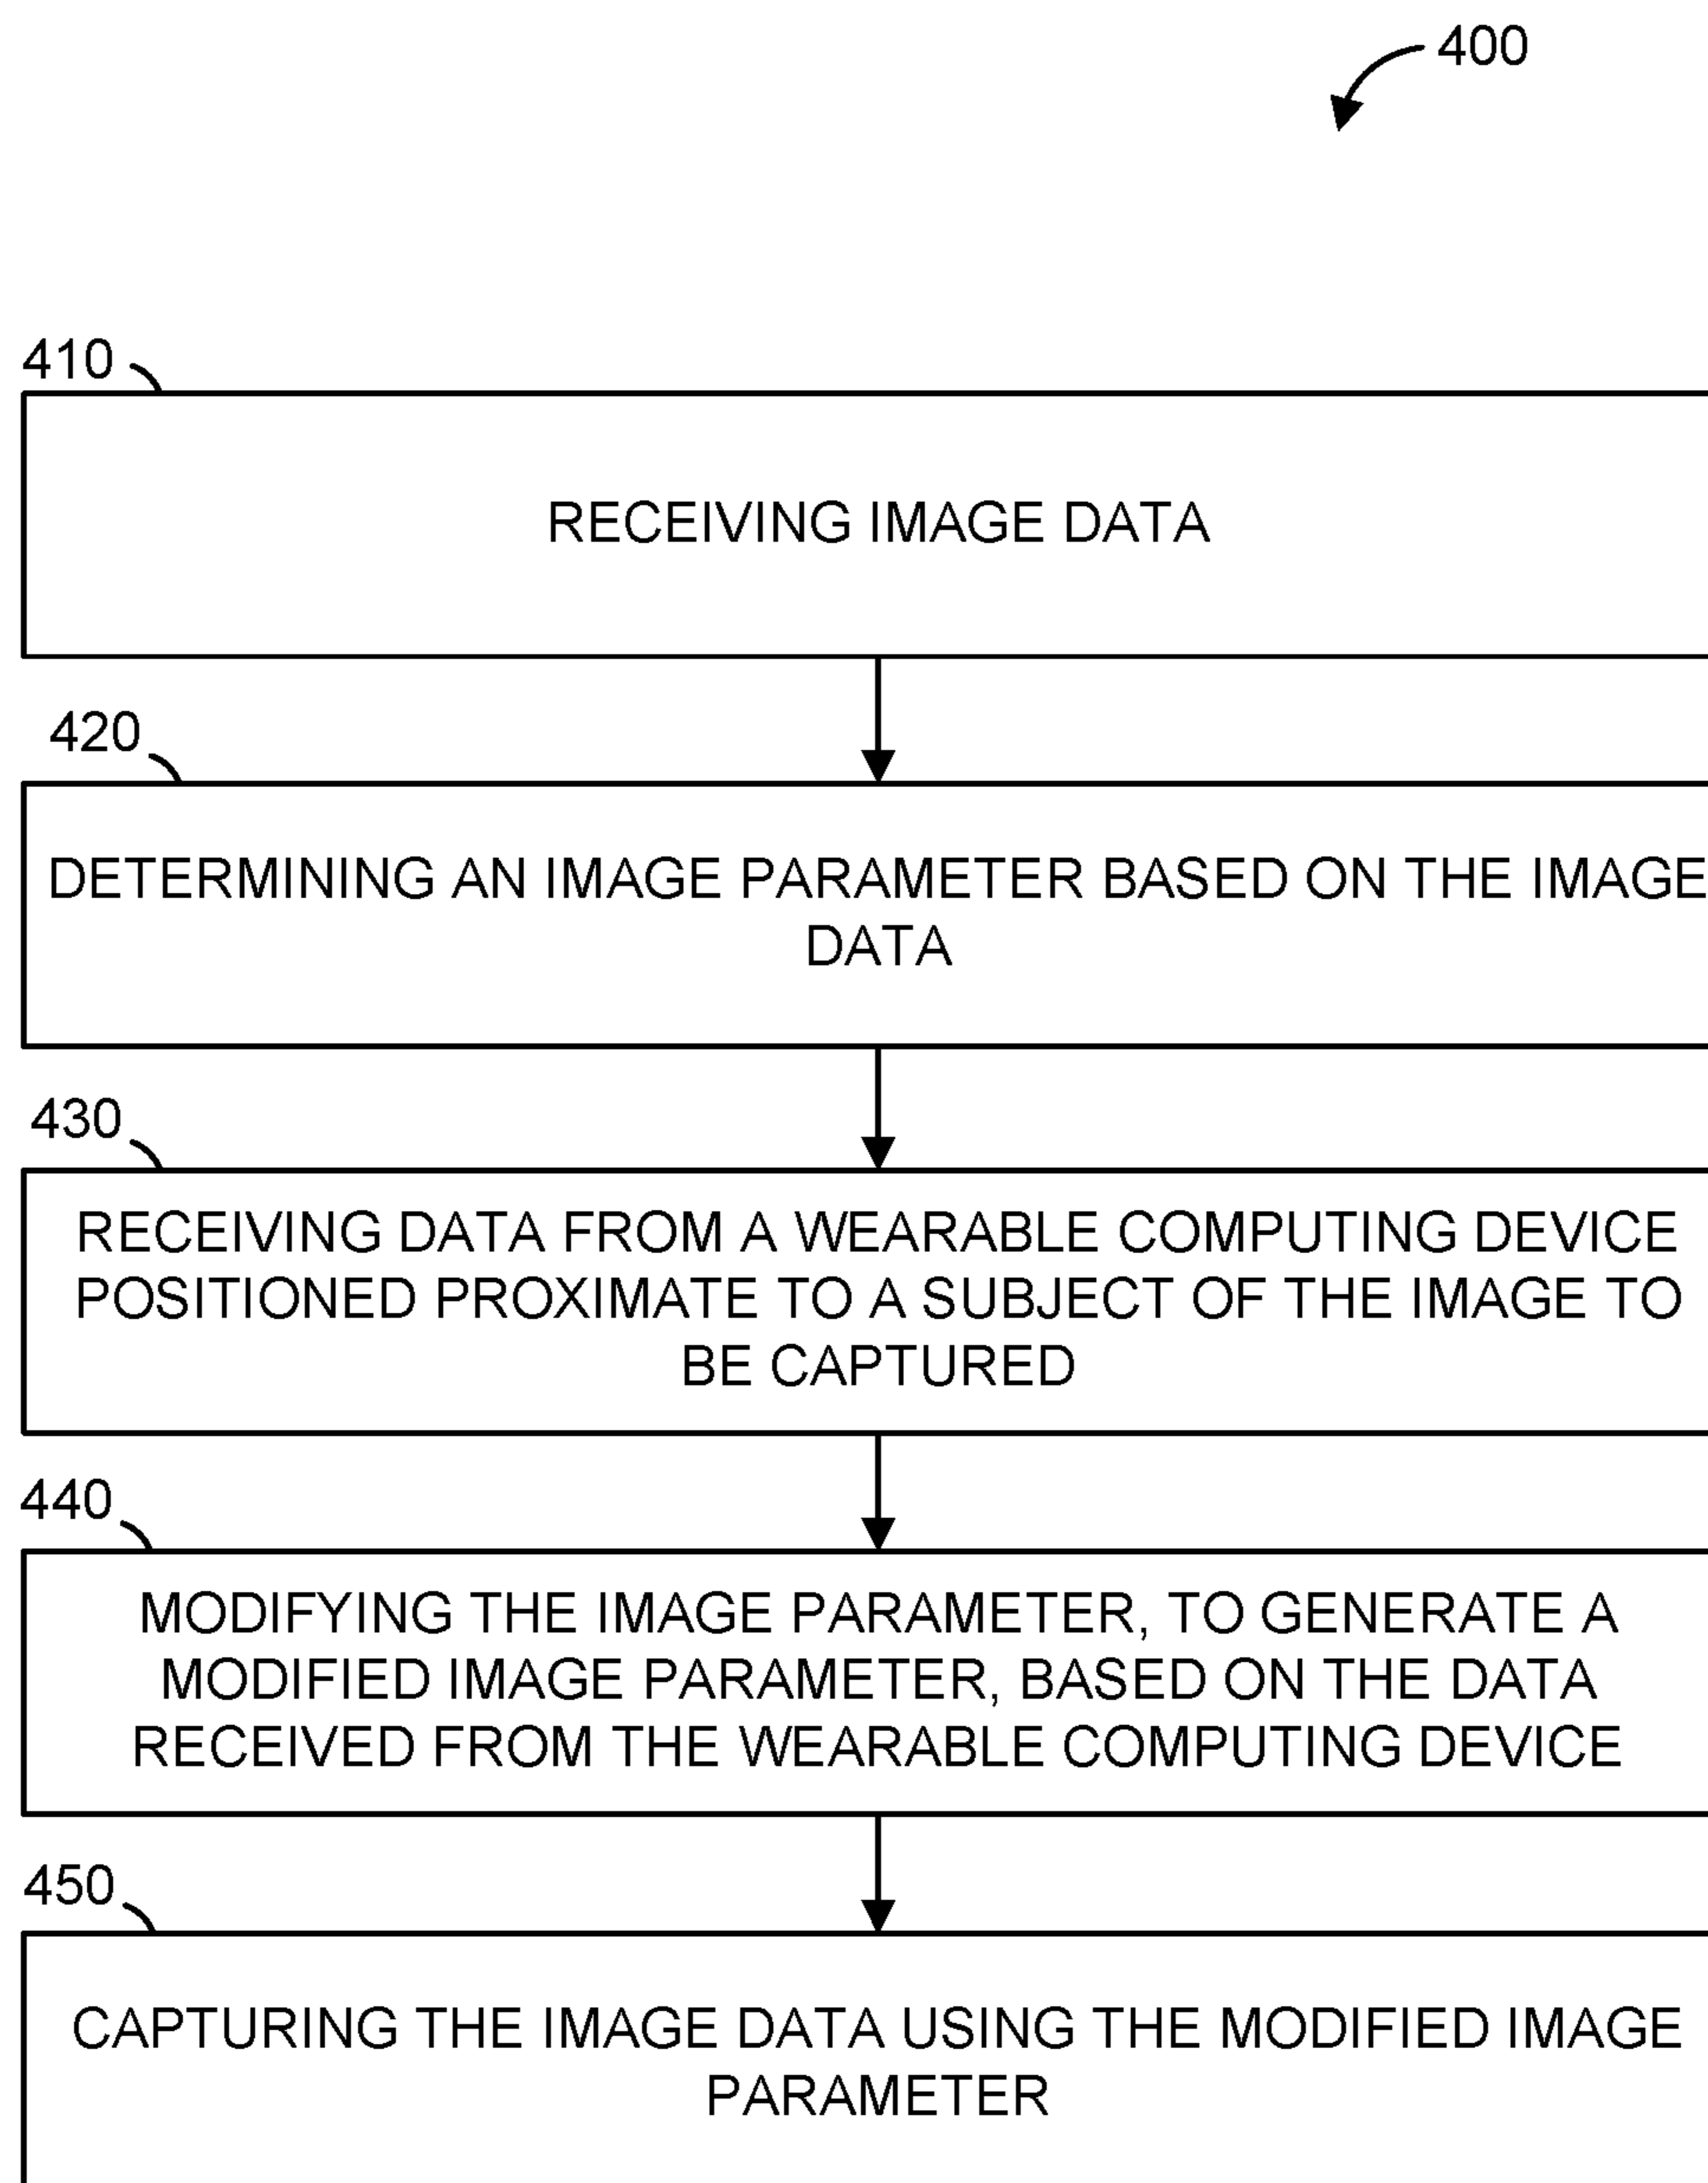 400
410
RECEIVING IMAGE DATA
420
DETERMINING AN IMAGE PARAMETER BASED ON THE IMAGE
DATA
430
RECEIVING DATA FROM A WEARABLE COMPUTING DEVICE
POSITIONED PROXIMATE TO A SUBJECT OF THE IMAGE TO
BE CAPTURED
440
MODIFYING THE IMAGE PARAMETER, TO GENERATE A
MODIFIED IMAGE PARAMETER, BASED ON THE DATA
RECEIVED FROM THE WEARABLE COMPUTING DEVICE
450
CAPTURING THE IMAGE DATA USING THE MODIFIED IMAGE
PARAMETER